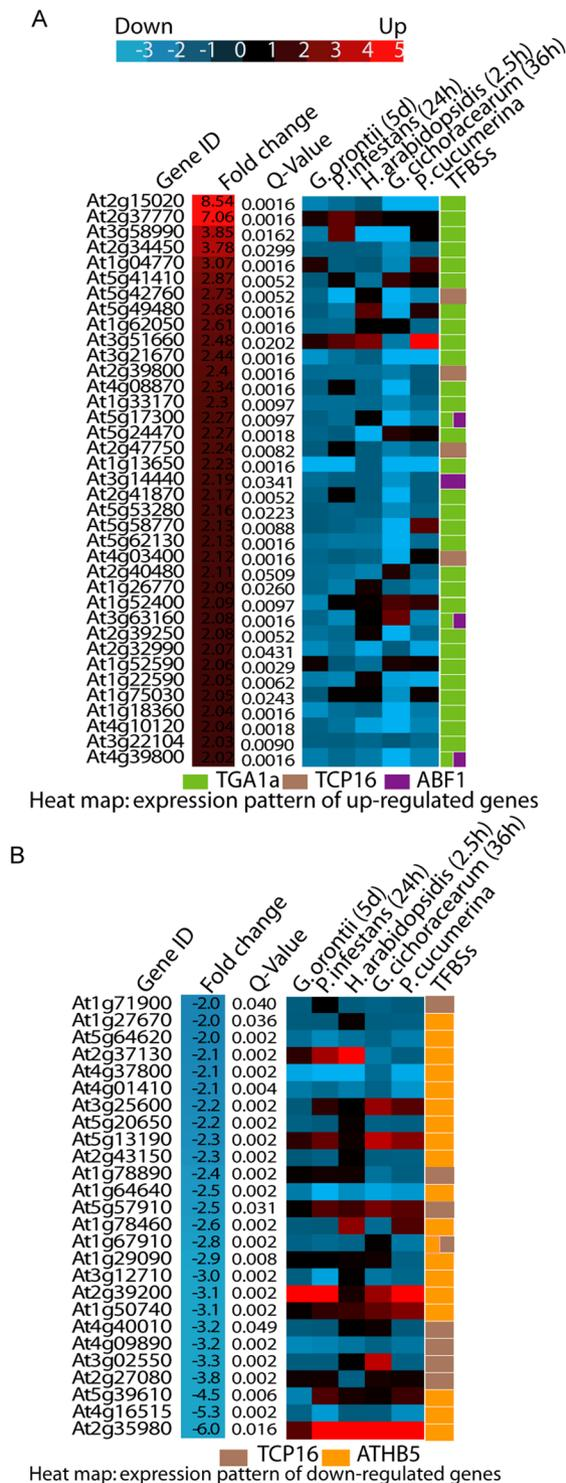 A
Down Up
-3 -2 -1 0 1 2 3 4 5
Gene ID Fold change Q-Value G.orontii (5d) P.infestans (24h) H.arabidopsidis (2.5h) G.cichoracearum (36h) P.cucumerina TFBSs
At2g15020 8.54 0.0016
At2g37770 7.06 0.0016
At3g58990 3.85 0.0162
At2g34450 3.78 0.0299
At1g04770 3.07 0.0016
At5g41410 2.87 0.0052
At5g42760 2.73 0.0052
At5g49480 2.68 0.0016
At1g62050 2.61 0.0016
At3g51660 2.48 0.0202
At3g21670 2.44 0.0016
At2g39800 2.4 0.0016
At4g08870 2.34 0.0016
At1g33170 2.3 0.0097
At5g17300 2.27 0.0097
At5g24470 2.27 0.0018
At2g47750 2.24 0.0082
At1g13650 2.23 0.0016
At3g14440 2.19 0.0341
At2g41870 2.17 0.0052
At5g53280 2.16 0.0223
At5g58770 2.13 0.0088
At5g62130 2.13 0.0016
At4g03400 2.12 0.0016
At2g40480 2.11 0.0509
At1g26770 2.09 0.0260
At1g52400 2.09 0.0097
At3g63160 2.08 0.0016
At2g39250 2.08 0.0052
At2g32990 2.07 0.0431
At1g52590 2.06 0.0029
At1g22590 2.05 0.0062
At1g75030 2.05 0.0243
At1g18360 2.04 0.0016
At4g10120 2.04 0.0018
At3g22104 2.03 0.0090
At4g39800 2.02 0.0016
TGA1a TCP16 ABF1
Heat map: expression pattern of up-regulated genes
B
Gene ID Fold change Q-Value G.orontii (5d) P.infestans (24h) H.arabidopsidis (2.5h) G.cichoracearum (36h) P.cucumerina TFBSs
At1g71900 -2.0 0.040
At1g27670 -2.0 0.036
At5g64620 -2.0 0.002
At2g37130 -2.1 0.002
At4g37800 -2.1 0.002
At4g01410 -2.1 0.004
At3g25600 -2.2 0.002
At5g20650 -2.2 0.002
At5g13190 -2.3 0.002
At2g43150 -2.3 0.002
At1g78890 -2.4 0.002
At1g64640 -2.5 0.002
At5g57910 -2.5 0.031
At1g78460 -2.6 0.002
At1g67910 -2.8 0.002
At1g29090 -2.9 0.008
At3g12710 -3.0 0.002
At2g39200 -3.1 0.002
At1g50740 -3.1 0.002
At4g40010 -3.2 0.049
At4g09890 -3.2 0.002
At3g02550 -3.3 0.002
At2g27080 -3.8 0.002
At5g39610 -4.5 0.006
At4g16515 -5.3 0.002
At2g35980 -6.0 0.016
TCP16 ATHB5
Heat map: expression pattern of down-regulated genes